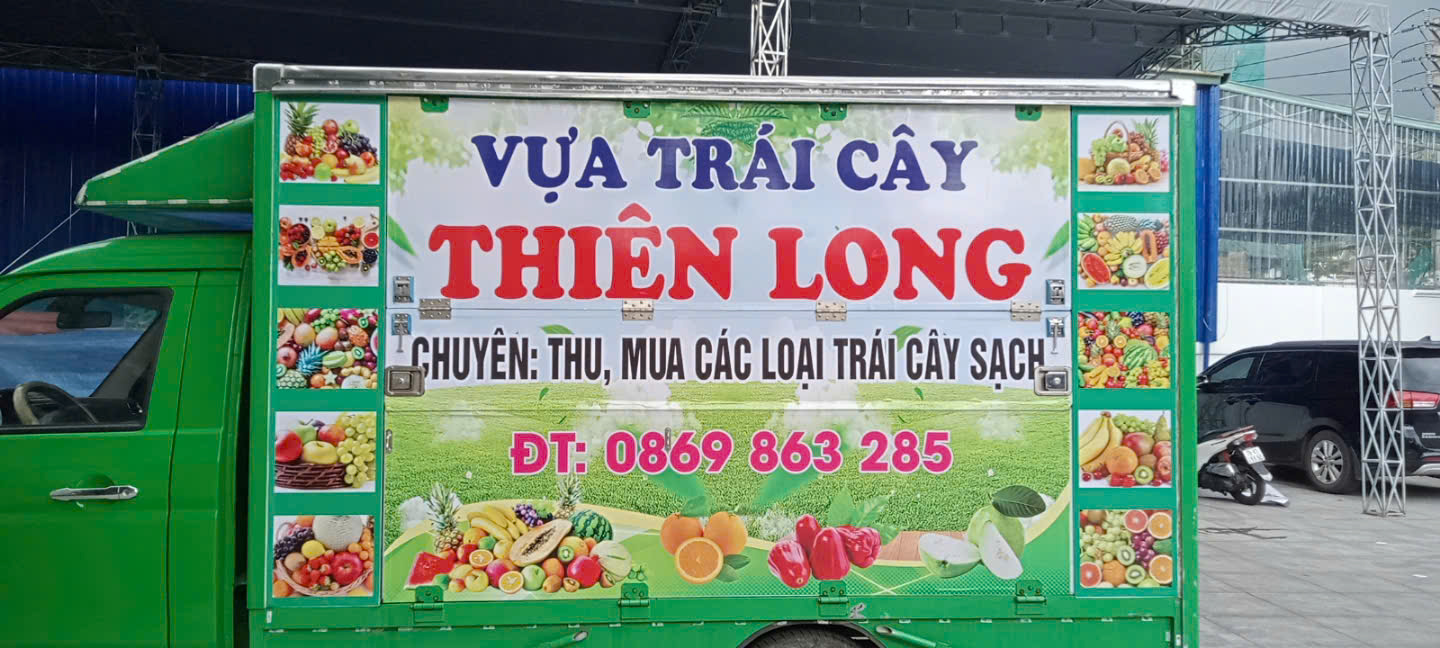 VỰA TRÁI CÂY
THIÊN LONG
CHUYÊN: THU, MUA CÁC LOẠI TRÁI CÂY SẠCH
ĐT: 0869 863 285